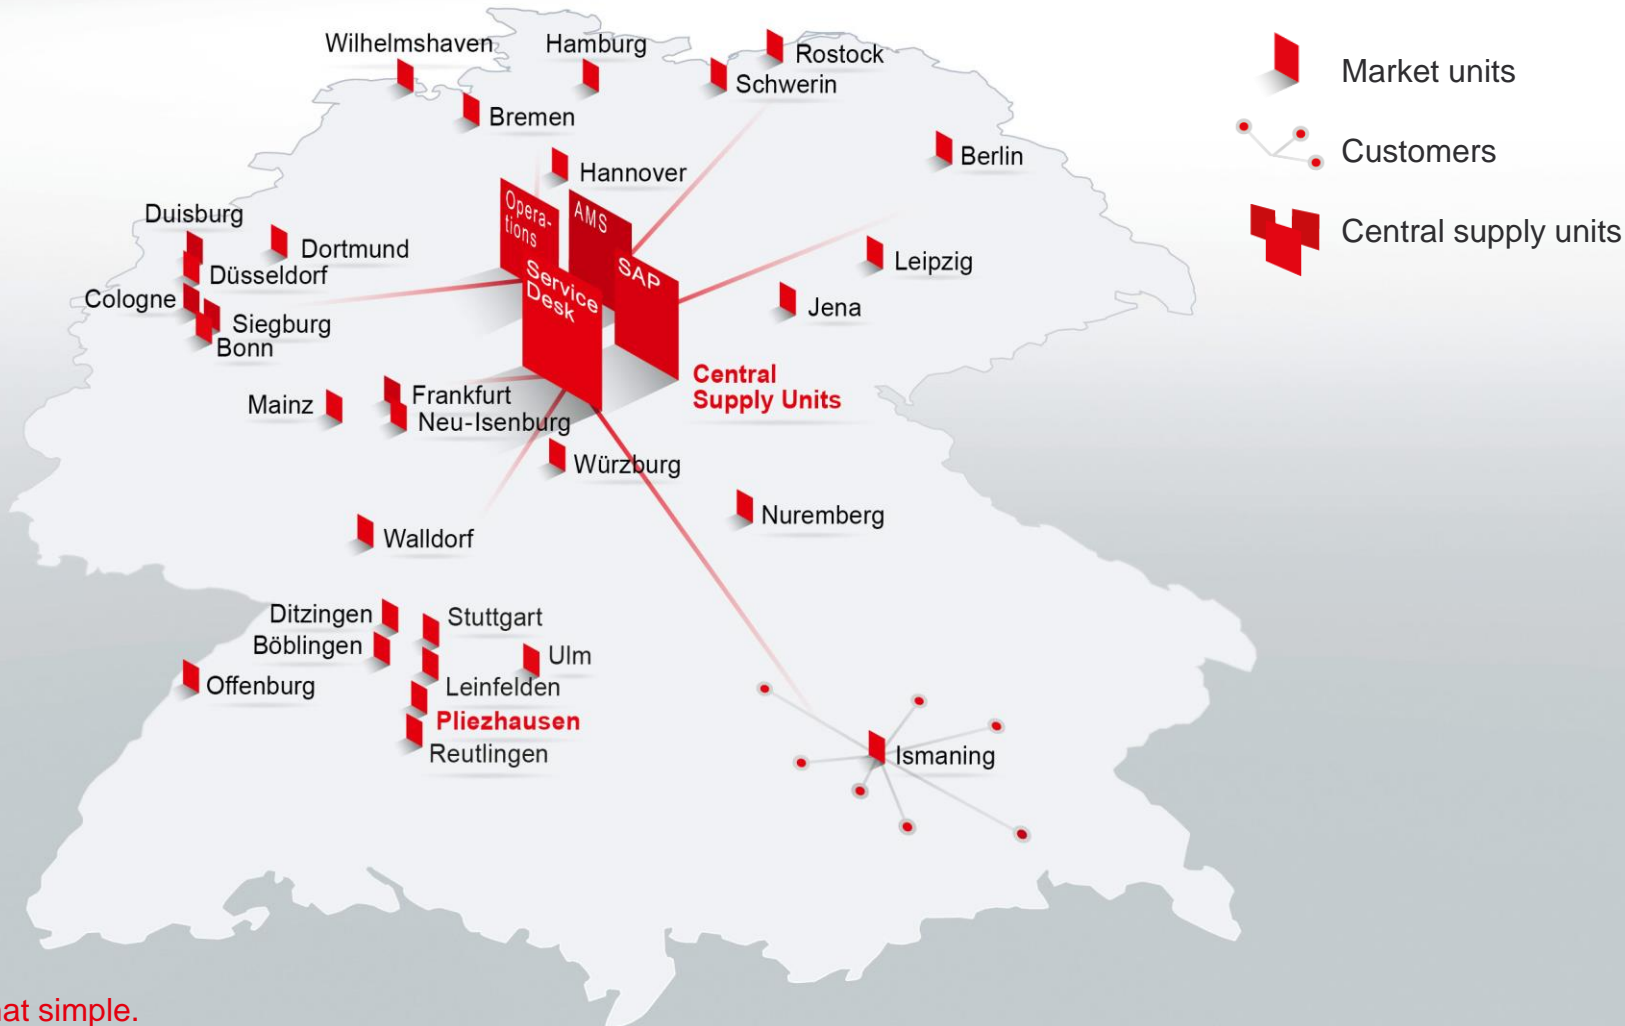 Wilhelmshaven
Hamburg
Rostock
Schwerin
Bremen
Hannover
Berlin
Duisburg
Dortmund
Düsseldorf
Cologne
Siegburg
Bonn
Leipzig
Jena
Opera-
tions
AMS
SAP
Service
Desk
Central
Supply Units
Mainz
Frankfurt
Neu-Isenburg
Würzburg
Nuremberg
Walldorf
Ditzingen
Stuttgart
Böblingen
Ulm
Offenburg
Leinfelden
Pliezhausen
Reutlingen
Ismaning
Market units
Customers
Central supply units
simple.